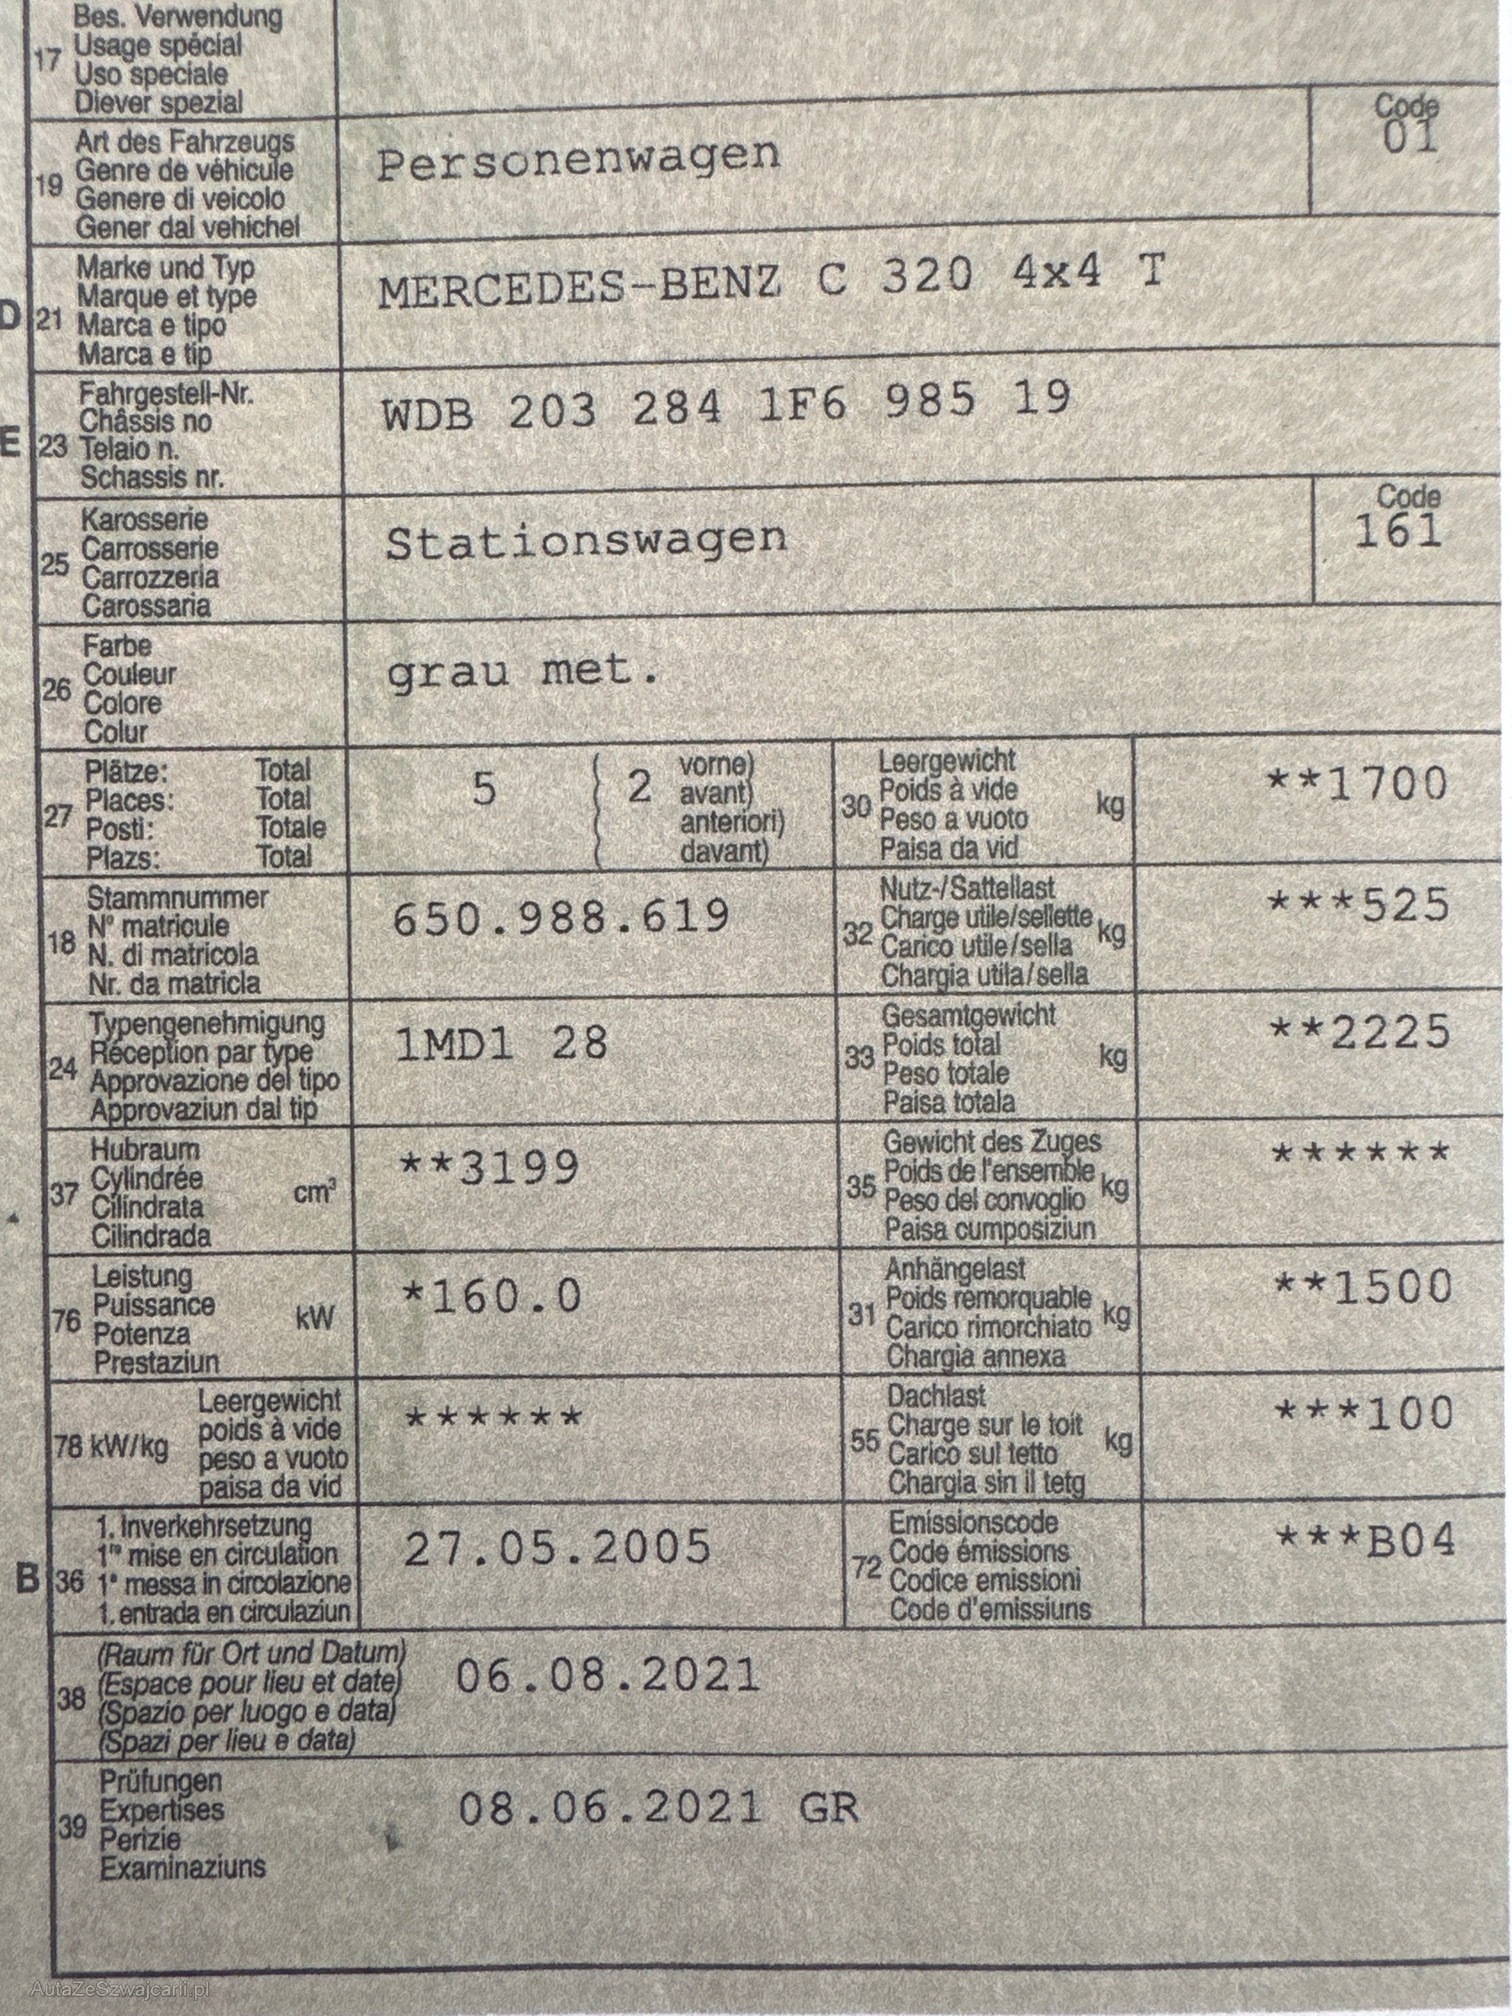 Bes. Verwendung
17 Usage spécial
Uso speciale
Diever spezial
Art des Fahrzeugs
19 Genre de véhicule
Genere di veicolo
Gener dal vehichel
Personenwagen
Code
01
Marke und Typ
D 21 Marque et type
Marca e tipo
Marca e tip
MERCEDES-BENZ C 320 4x4 T
Fahrgestell-Nr.
Châssis no
E 23 Telaio n.
Schassis nr.
WDB 203 284 1F6 985 19
Karosserie
25 Carrosserie
Carrozzeria
Carossaria
Stationswagen
Code
161
Farbe
26 Couleur
Colore
Colur
grau met.
Plätze: Total
27 Places: Total
Posti: Totale
Plazs: Total
5 ( 2 vorne)
avant)
anteriori)
davant)
Leergewicht
30 Poids à vide kg
Peso a vuoto
Paisa da vid
**1700
Stammnummer
18 N° matricule
N. di matricola
Nr. da matricla
650.988.619
Nutz-/Sattellast
32 Charge utile/sellette kg
Carico utile/sella
Chargia utila/sella
***525
Typengenehmigung
24 Réception par type
Approvazione del tipo
Approvaziun dal tip
1MD1 28
Gesamtgewicht
33 Poids total kg
Peso totale
Paisa totala
**2225
Hubraum
37 Cylindrée cm³
Cilindrata
Cilindrada
**3199
Gewicht des Zuges
35 Poids de l'ensemble kg
Peso del convoglio
Paisa cumposiziun
******
Leistung
76 Puissance kW
Potenza
Prestaziun
*160.0
Anhängelast
31 Poids remorquable kg
Carico rimorchiato
Chargia annexa
**1500
Leergewicht
78 kW/kg poids à vide
peso a vuoto
paisa da vid
******
Dachlast
55 Charge sur le toit kg
Carico sul tetto
Chargia sin il tetg
***100
1. Inverkehrsetzung
1re mise en circulation
B 36 1a messa in circolazione
1. entrada en circulaziun
27.05.2005
Emissionscode
72 Code émissions
Codice emissioni
Code d'emissiuns
***B04
(Raum für Ort und Datum)
38 (Espace pour lieu et date)
(Spazio per luogo e data)
(Spazi per lieu e data)
06.08.2021
Prüfungen
39 Expertises
Perizie
Examinaziuns
08.06.2021 GR
AutaZeSzwajcarii.pl